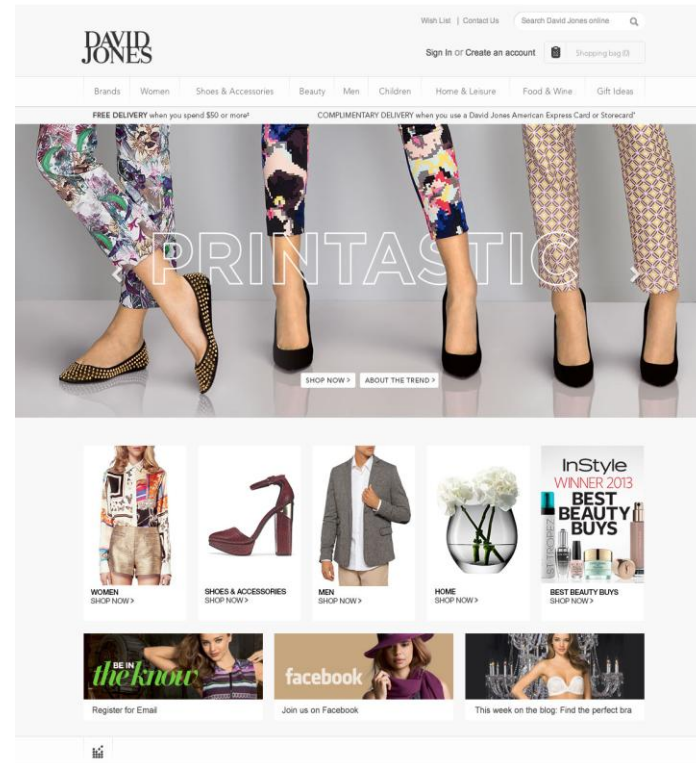 Wish List | Contact Us
Search David Jones online
DAVID
JONES
Sign In or Create an account
Shopping bag (0)
Brands
Women
Shoes & Accessories
Beauty
Men
Children
Home & Leisure
Food & Wine
Gift Ideas
FREE DELIVERY when you spend $50 or more
COMPLIMENTARY DELIVERY when you use a David Jones American Express Card or Storecard
PRINTASTIC
SHOP NOW >
ABOUT THE TREND >
InStyle
WINNER 2013
BEST
BEAUTY
BUYS
ST. TROPEZ
WOMEN
SHOP NOW >
SHOES & ACCESSORIES
SHOP NOW >
MEN
SHOP NOW >
HOME
SHOP NOW >
BEST BEAUTY BUYS
SHOP NOW >
BE IN
the know
Register for Email
facebook
Join us on Facebook
This week on the blog: Find the perfect bra